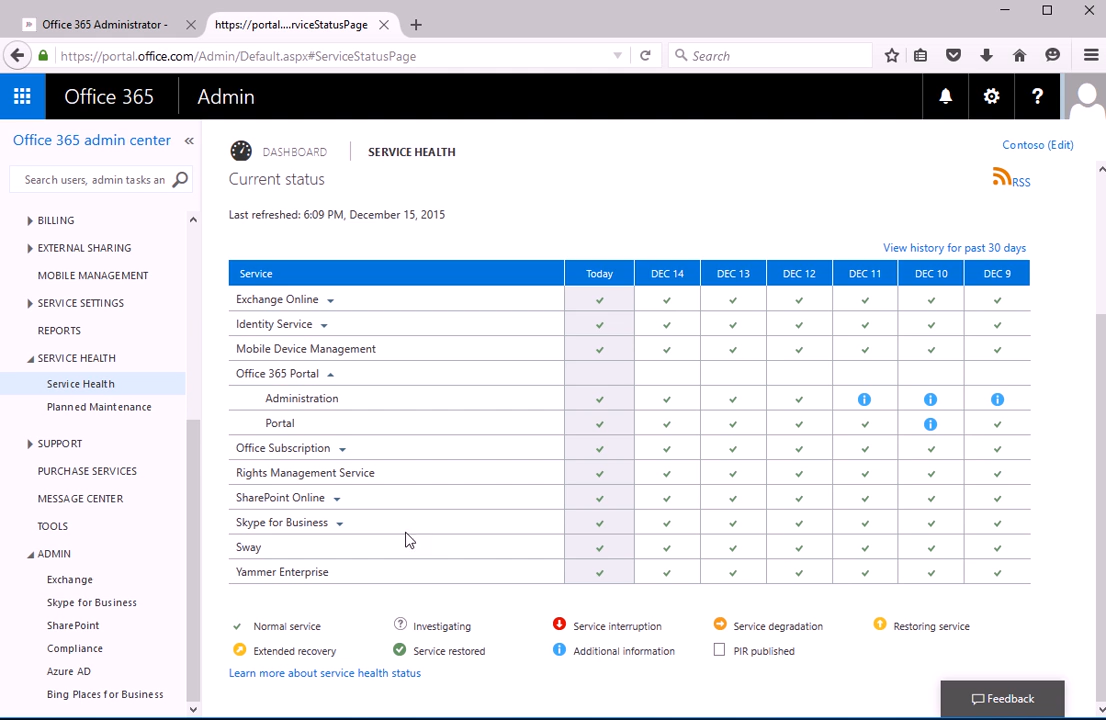 Office 365 Administrator -
https://portal....rviceStatusPage
https://portal.office.com/Admin/Default.aspx#ServiceStatusPage
Search
Office 365
Admin
?
Office 365 admin center
«
Search users, admin tasks an
BILLING
EXTERNAL SHARING
MOBILE MANAGEMENT
SERVICE SETTINGS
REPORTS
SERVICE HEALTH
Service Health
Planned Maintenance
SUPPORT
PURCHASE SERVICES
MESSAGE CENTER
TOOLS
ADMIN
Exchange
Skype for Business
SharePoint
Compliance
Azure AD
Bing Places for Business
DASHBOARD
SERVICE HEALTH
Contoso (Edit)
Current status
RSS
Last refreshed: 6:09 PM, December 15, 2015
View history for past 30 days
Service Today DEC 14 DEC 13 DEC 12 DEC 11 DEC 10 DEC 9
Exchange Online
Identity Service
Mobile Device Management
Office 365 Portal
Administration
Portal
Office Subscription
Rights Management Service
SharePoint Online
Skype for Business
Sway
Yammer Enterprise
Normal service
Investigating
Service interruption
Service degradation
Restoring service
Extended recovery
Service restored
Additional information
PIR published
Learn more about service health status
Feedback